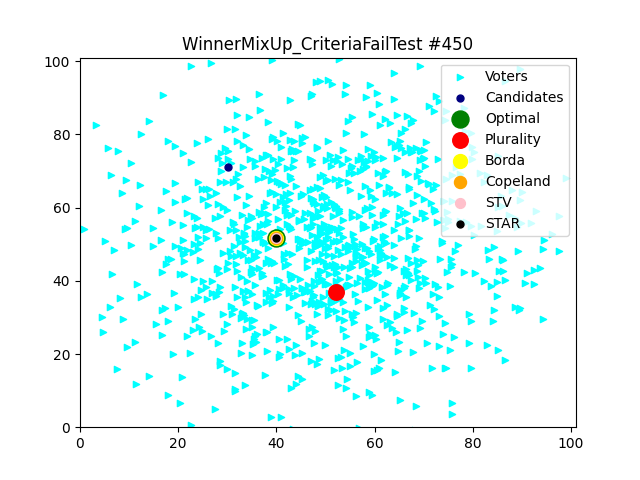 WinnerMixUp_CriteriaFailTest #450
100
80
60
40
20
0
0 20 40 60 80 100
Voters
Candidates
Optimal
Plurality
Borda
Copeland
STV
STAR